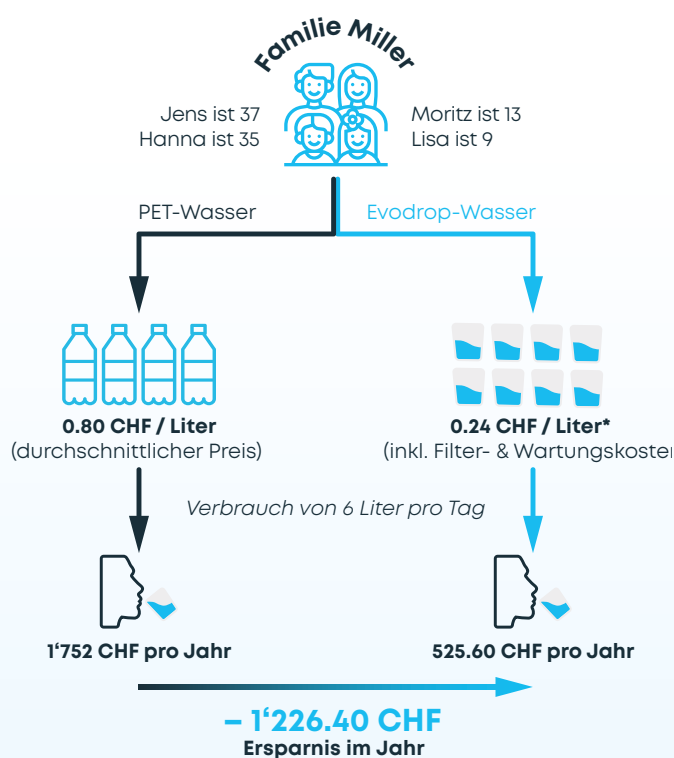 Familie Miller
Jens ist 37
Hanna ist 35
Moritz ist 13
Lisa ist 9
PET-Wasser
Evodrop-Wasser
0.80 CHF / Liter
(durchschnittlicher Preis)
0.24 CHF / Liter*
(inkl. Filter- & Wartungskosten
Verbrauch von 6 Liter pro Tag
1‘752 CHF pro Jahr
525.60 CHF pro Jahr
– 1‘226.40 CHF
Ersparnis im Jahr